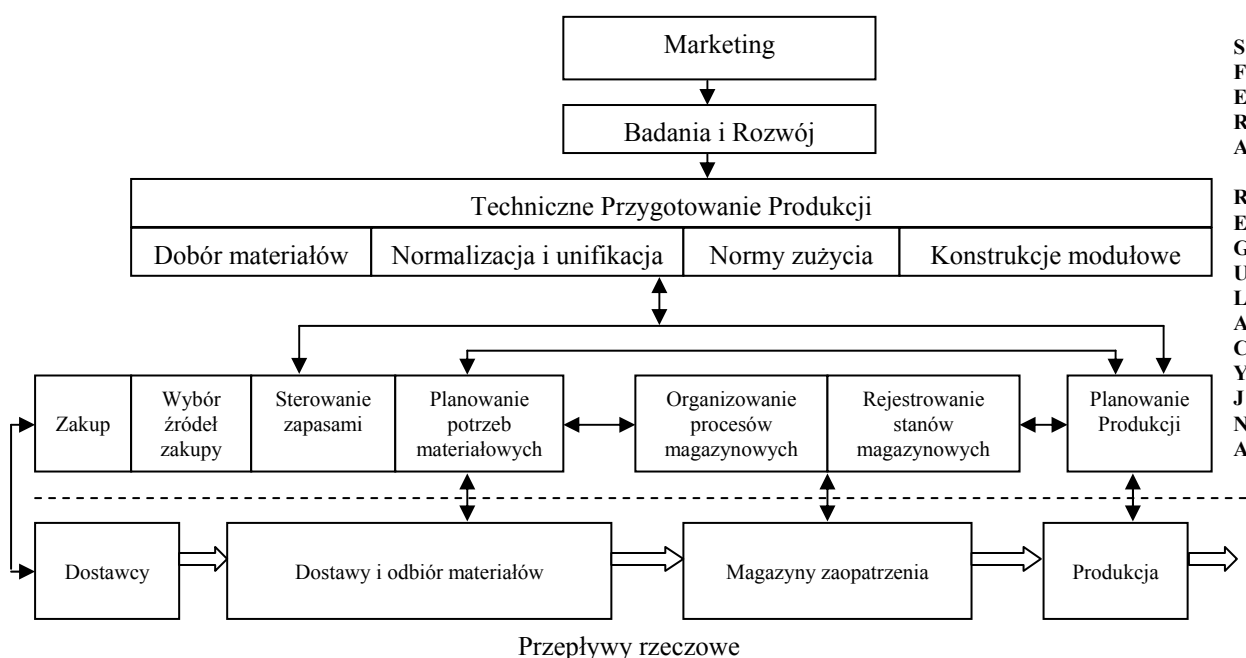 Marketing
Badania i Rozwój
Techniczne Przygotowanie Produkcji
Dobór materiałów
Normalizacja i unifikacja
Normy zużycia
Konstrukcje modułowe
Zakup
Wybór
źródeł
zakupy
Sterowanie
zapasami
Planowanie
potrzeb
materiałowych
Organizowanie
procesów
magazynowych
Rejestrowanie
stanów
magazynowych
Planowanie
Produkcji
Dostawcy
Dostawy i odbiór materiałów
Magazyny zaopatrzenia
Produkcja
Przepływy rzeczowe
S
F
E
R
A
R
E
G
U
L
A
C
Y
J
N
A